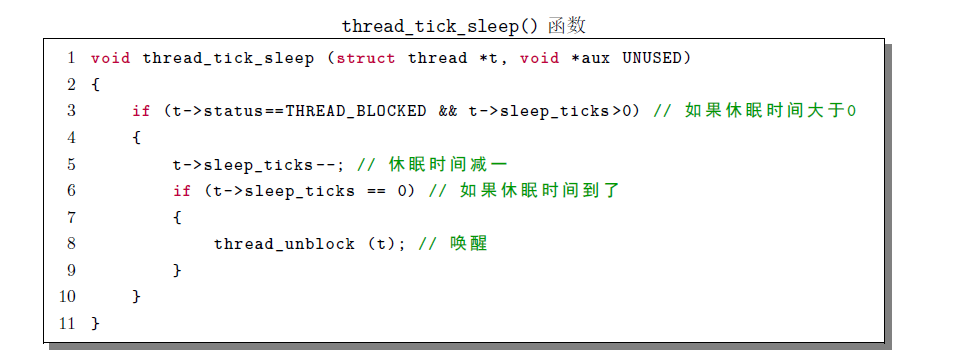 thread_tick_sleep() 函数
1 void thread_tick_sleep (struct thread *t, void *aux UNUSED)
2 {
3     if (t->status==THREAD_BLOCKED && t->sleep_ticks>0) // 如果休眠时间大于0
4     {
5         t->sleep_ticks--; // 休眠时间减一
6         if (t->sleep_ticks == 0) // 如果休眠时间到了
7         {
8             thread_unblock (t); // 唤醒
9         }
10     }
11 }